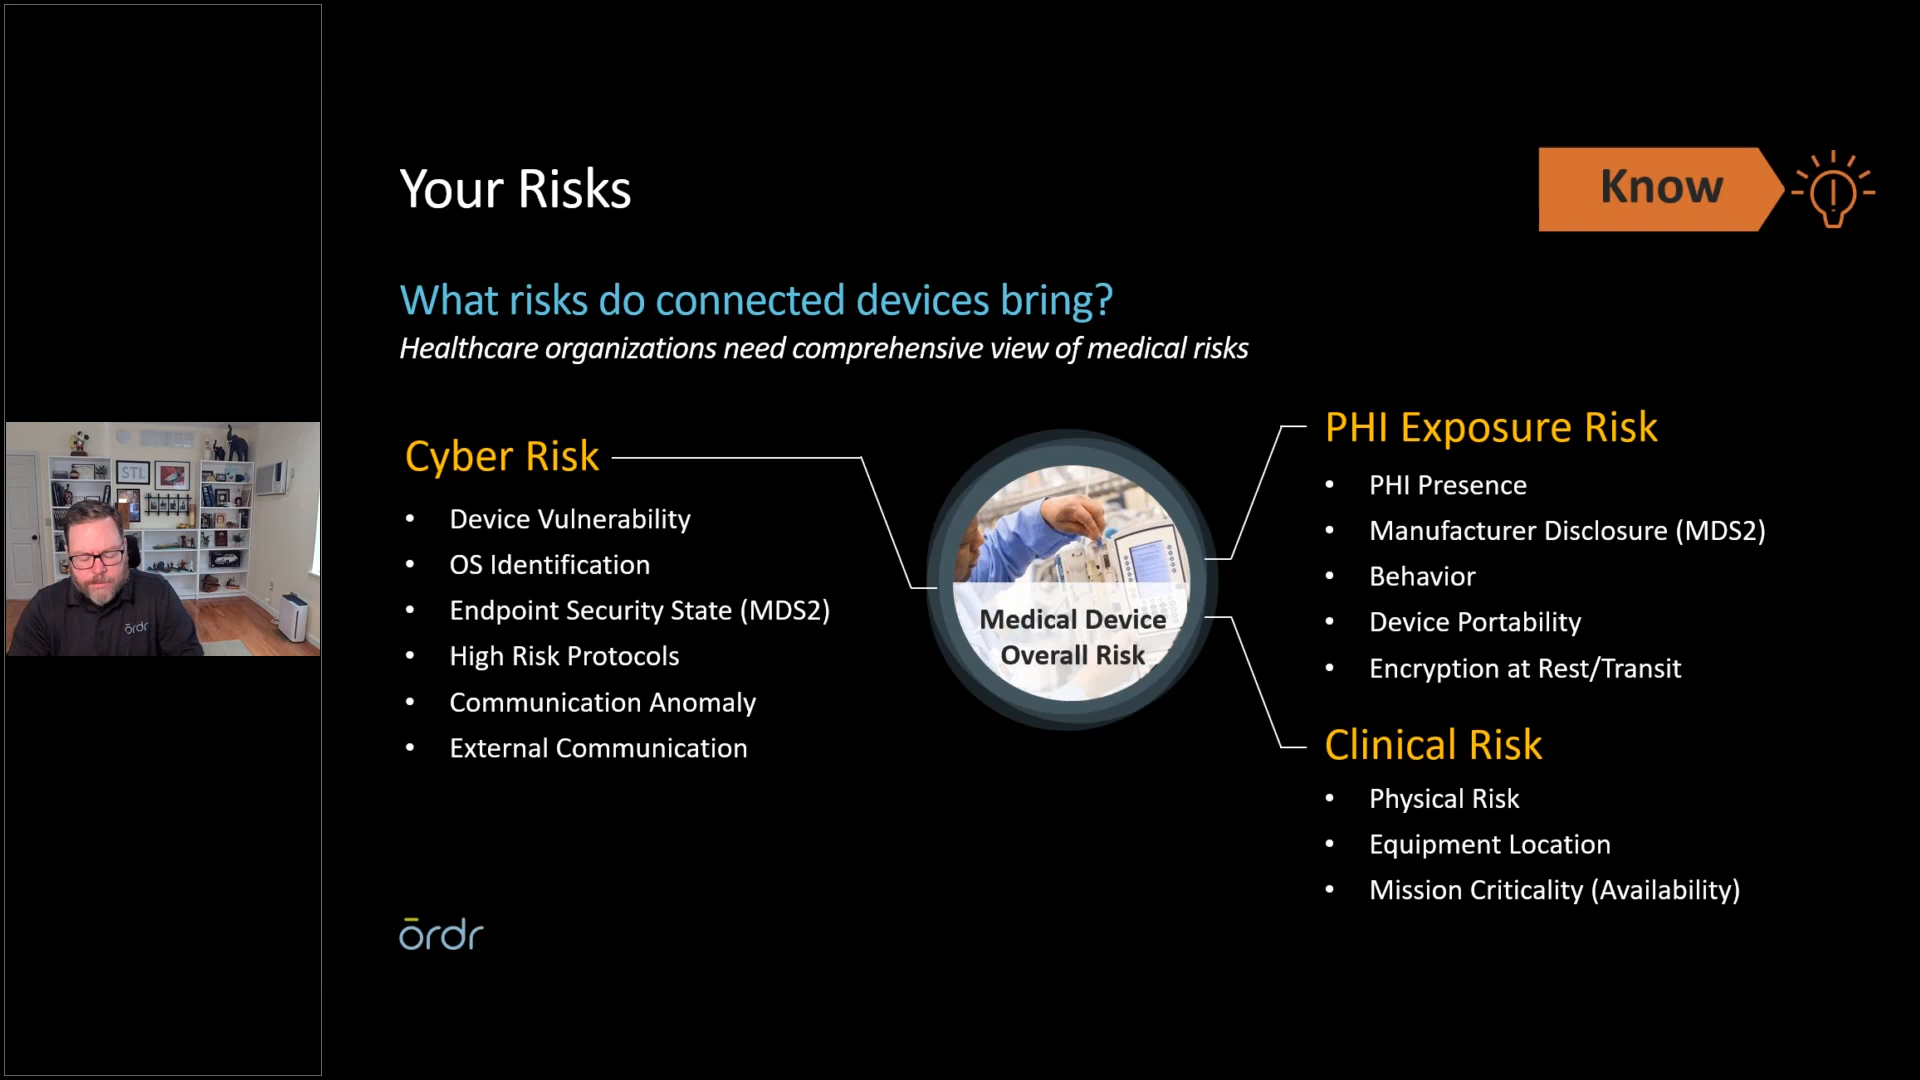 Your Risks
Know
What risks do connected devices bring?
Healthcare organizations need comprehensive view of medical risks
Cyber Risk
• Device Vulnerability
• OS Identification
• Endpoint Security State (MDS2)
• High Risk Protocols
• Communication Anomaly
• External Communication
Medical Device
Overall Risk
PHI Exposure Risk
• PHI Presence
• Manufacturer Disclosure (MDS2)
• Behavior
• Device Portability
• Encryption at Rest/Transit
Clinical Risk
• Physical Risk
• Equipment Location
• Mission Criticality (Availability)
ōrdr
STL
ōrdr